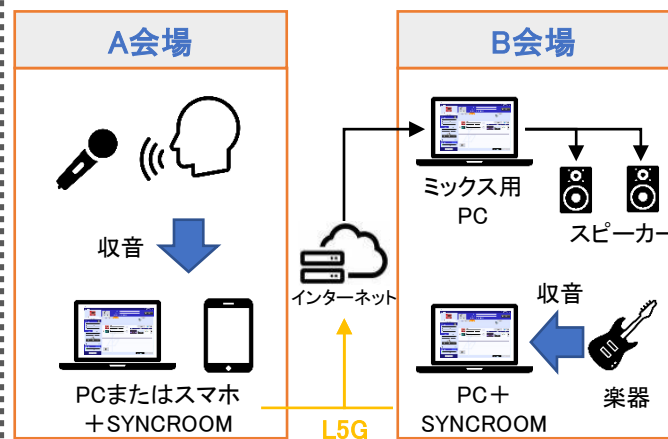 A会場
収音
PCまたはスマホ
＋SYNCROOM
インターネット
L5G
B会場
ミックス用
PC
スピーカー
収音
PC＋
SYNCROOM
楽器